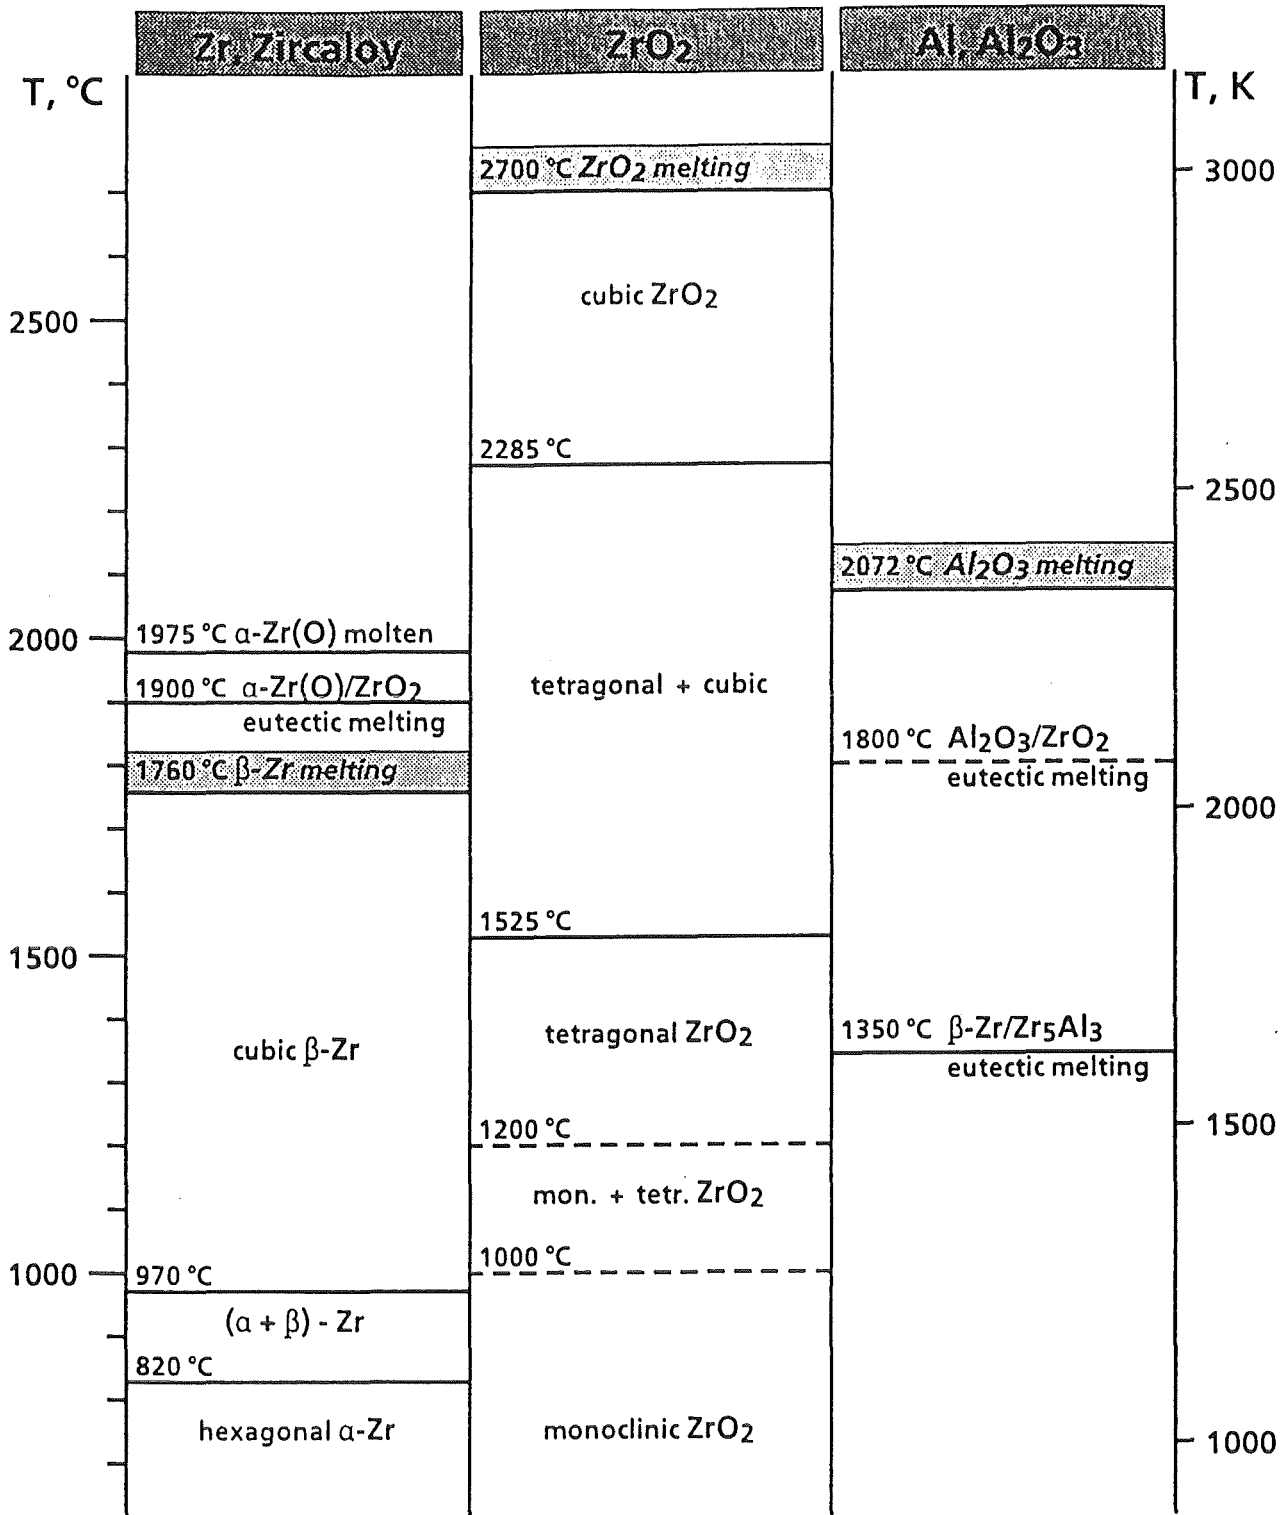 Zr, Zircaloy
ZrO₂
Al, Al₂O₃
T, °C
T, K
2700 °C ZrO₂ melting
3000
cubic ZrO₂
2500
2285 °C
2500
2072 °C Al₂O₃ melting
2000
1975 °C α-Zr(O) molten
1900 °C α-Zr(O)/ZrO₂
eutectic melting
tetragonal + cubic
1800 °C Al₂O₃/ZrO₂
eutectic melting
1760 °C β-Zr melting
2000
1525 °C
1500
tetragonal ZrO₂
1350 °C β-Zr/Zr₅Al₃
eutectic melting
cubic β-Zr
1200 °C
1500
mon. + tetr. ZrO₂
1000 °C
1000
970 °C
(α + β) - Zr
820 °C
hexagonal α-Zr
monoclinic ZrO₂
1000